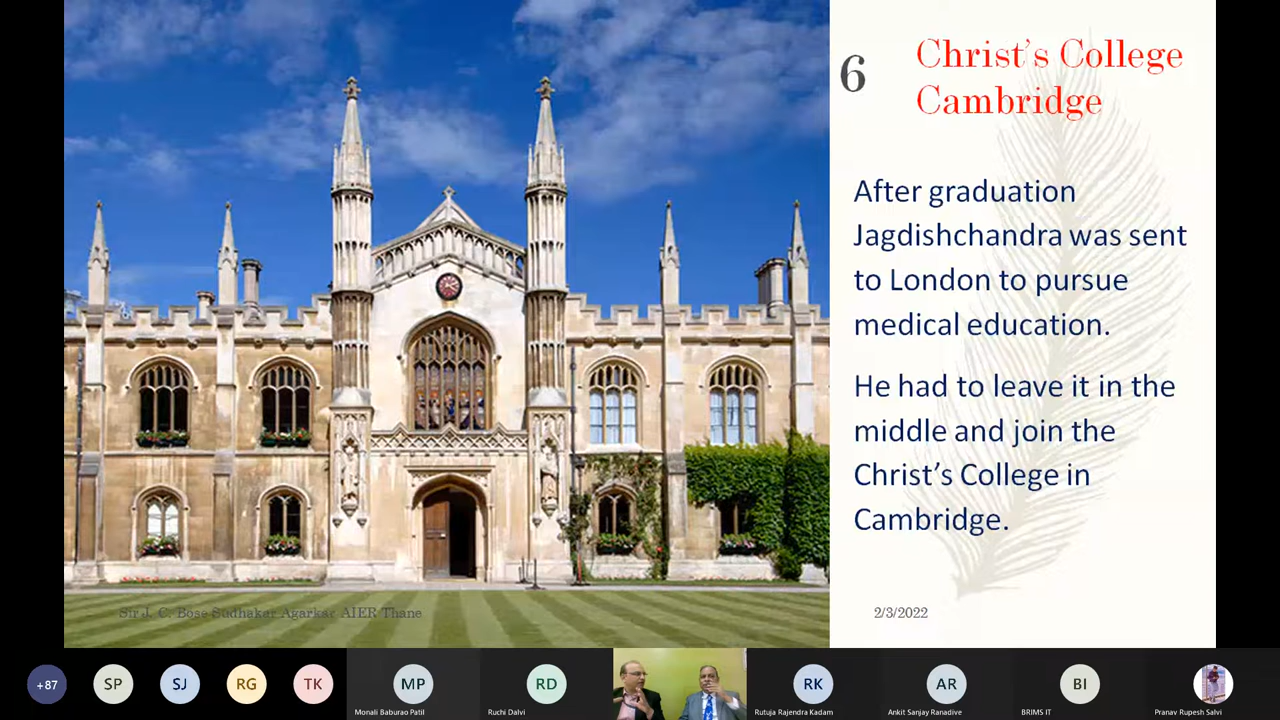 6
Christ's College
Cambridge
After graduation
Jagdishchandra was sent
to London to pursue
medical education.
He had to leave it in the
middle and join the
Christ's College in
Cambridge.
Sir J. C. Bose Sudhakar Agarkar AIER Thane
2/3/2022
+87
SP
SJ
RG
TK
MP
Monali Baburao Patil
RD
Ruchi Dalvi
RK
Rutuja Rajendra Kadam
AR
Ankit Sanjay Ranadive
BI
BRIMS IT
Pranav Rupesh Salvi